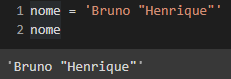 1 nome = 'Bruno "Henrique"'
2 nome
'Bruno "Henrique"'